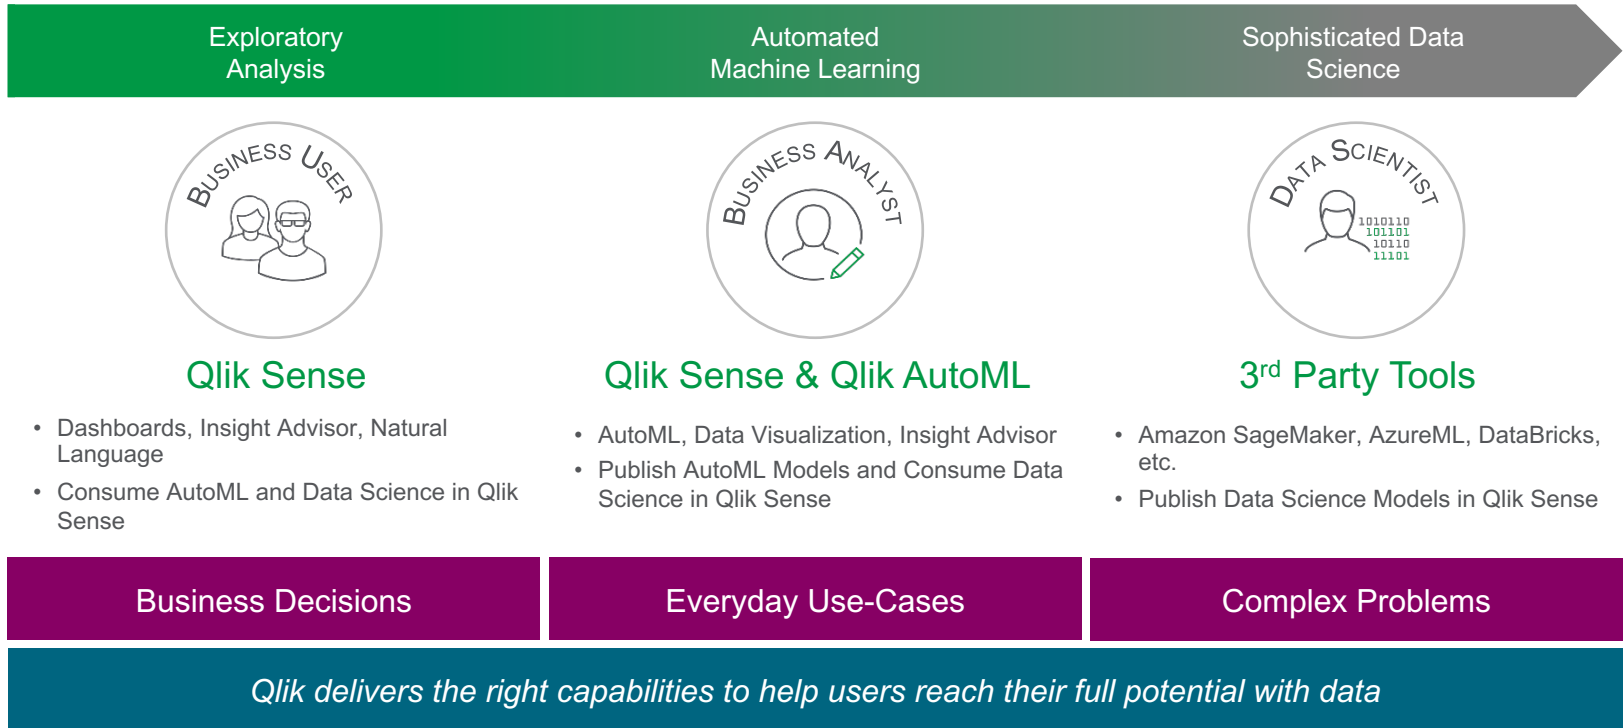 Exploratory
Analysis
Automated
Machine Learning
Sophisticated Data
Science
BUSINESS USER
BUSINESS ANALYST
DATA SCIENTIST
1010110
101101
10110
11101
Qlik Sense
• Dashboards, Insight Advisor, Natural
Language
• Consume AutoML and Data Science in Qlik
Sense
Qlik Sense & Qlik AutoML
• AutoML, Data Visualization, Insight Advisor
• Publish AutoML Models and Consume Data
Science in Qlik Sense
3rd Party Tools
• Amazon SageMaker, AzureML, DataBricks,
etc.
• Publish Data Science Models in Qlik Sense
Business Decisions
Everyday Use-Cases
Complex Problems
Qlik delivers the right capabilities to help users reach their full potential with data